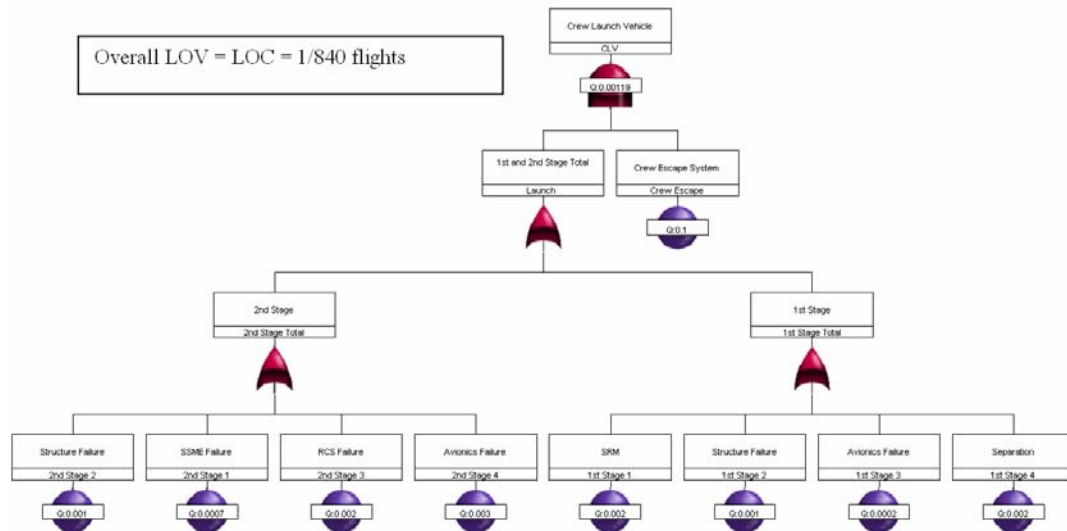 Overall LOV = LOC = 1/840 flights
Crew Launch Vehicle
CLV
Q:0.00119
1st and 2nd Stage Total
Launch
Crew Escape System
Crew Escape
Q:0.1
2nd Stage
2nd Stage Total
1st Stage
1st Stage Total
Structure Failure
2nd Stage 2
Q:0.001
SSME Failure
2nd Stage 1
Q:0.0007
RCS Failure
2nd Stage 3
Q:0.002
Avionics Failure
2nd Stage 4
Q:0.003
SRM
1st Stage 1
Q:0.002
Structure Failure
1st Stage 2
Q:0.001
Avionics Failure
1st Stage 3
Q:0.0002
Separation
1st Stage 4
Q:0.002